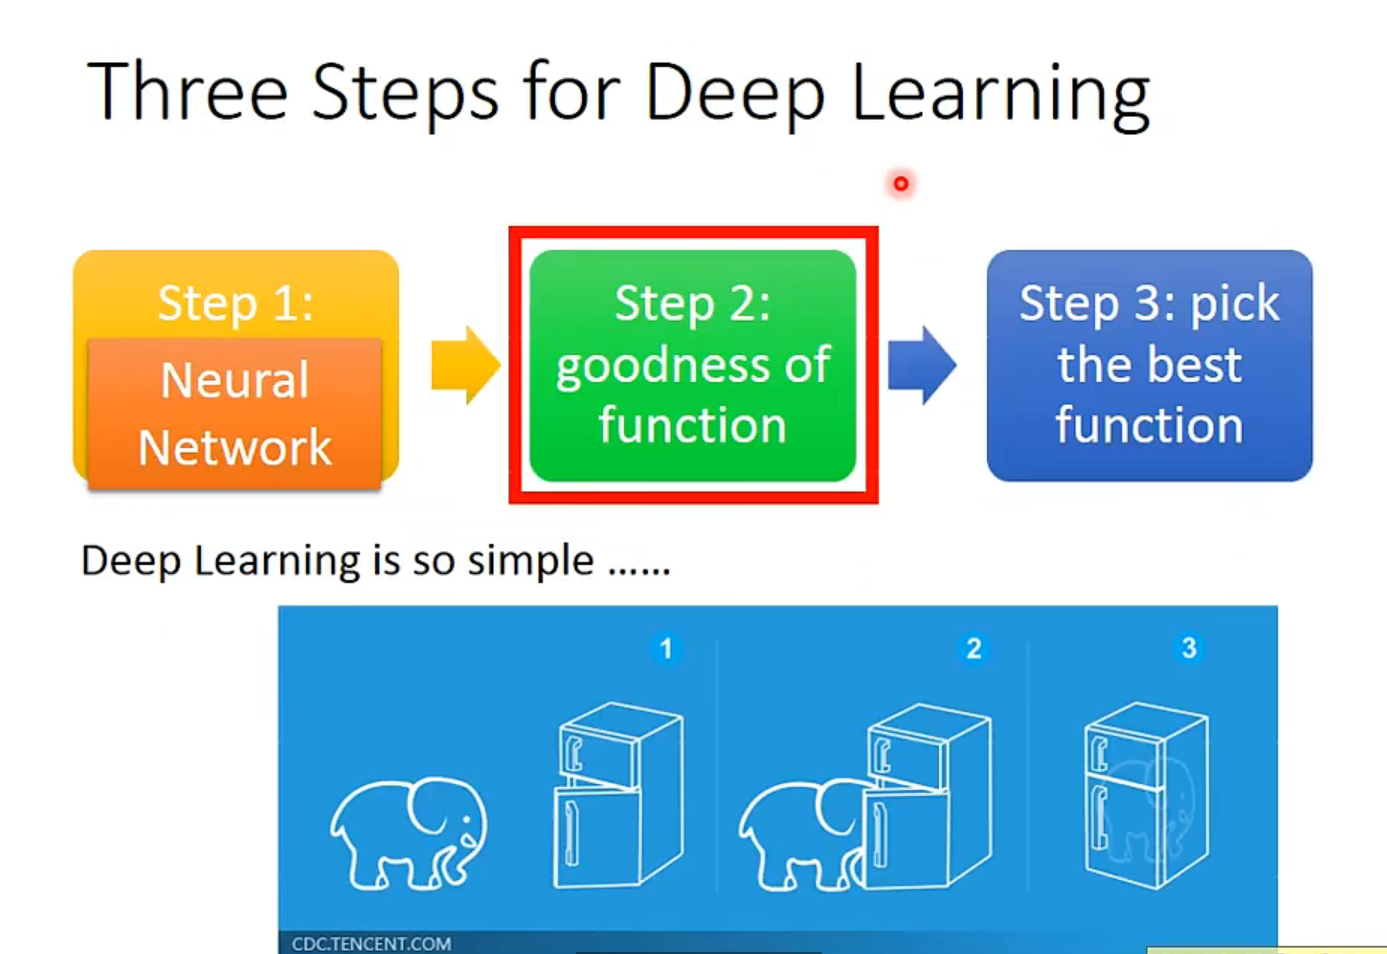 Three Steps for Deep Learning
Step 1:
Neural
Network
Step 2:
goodness of
function
Step 3: pick
the best
function
Deep Learning is so simple ......
1
2
3
CDC.TENCENT.COM